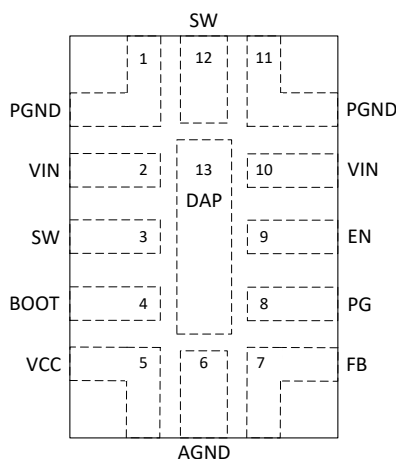 SW
1 12 11
PGND PGND
VIN 2 13 10 VIN
DAP
SW 3 9 EN
BOOT 4 8 PG
VCC 5 6 7 FB
AGND